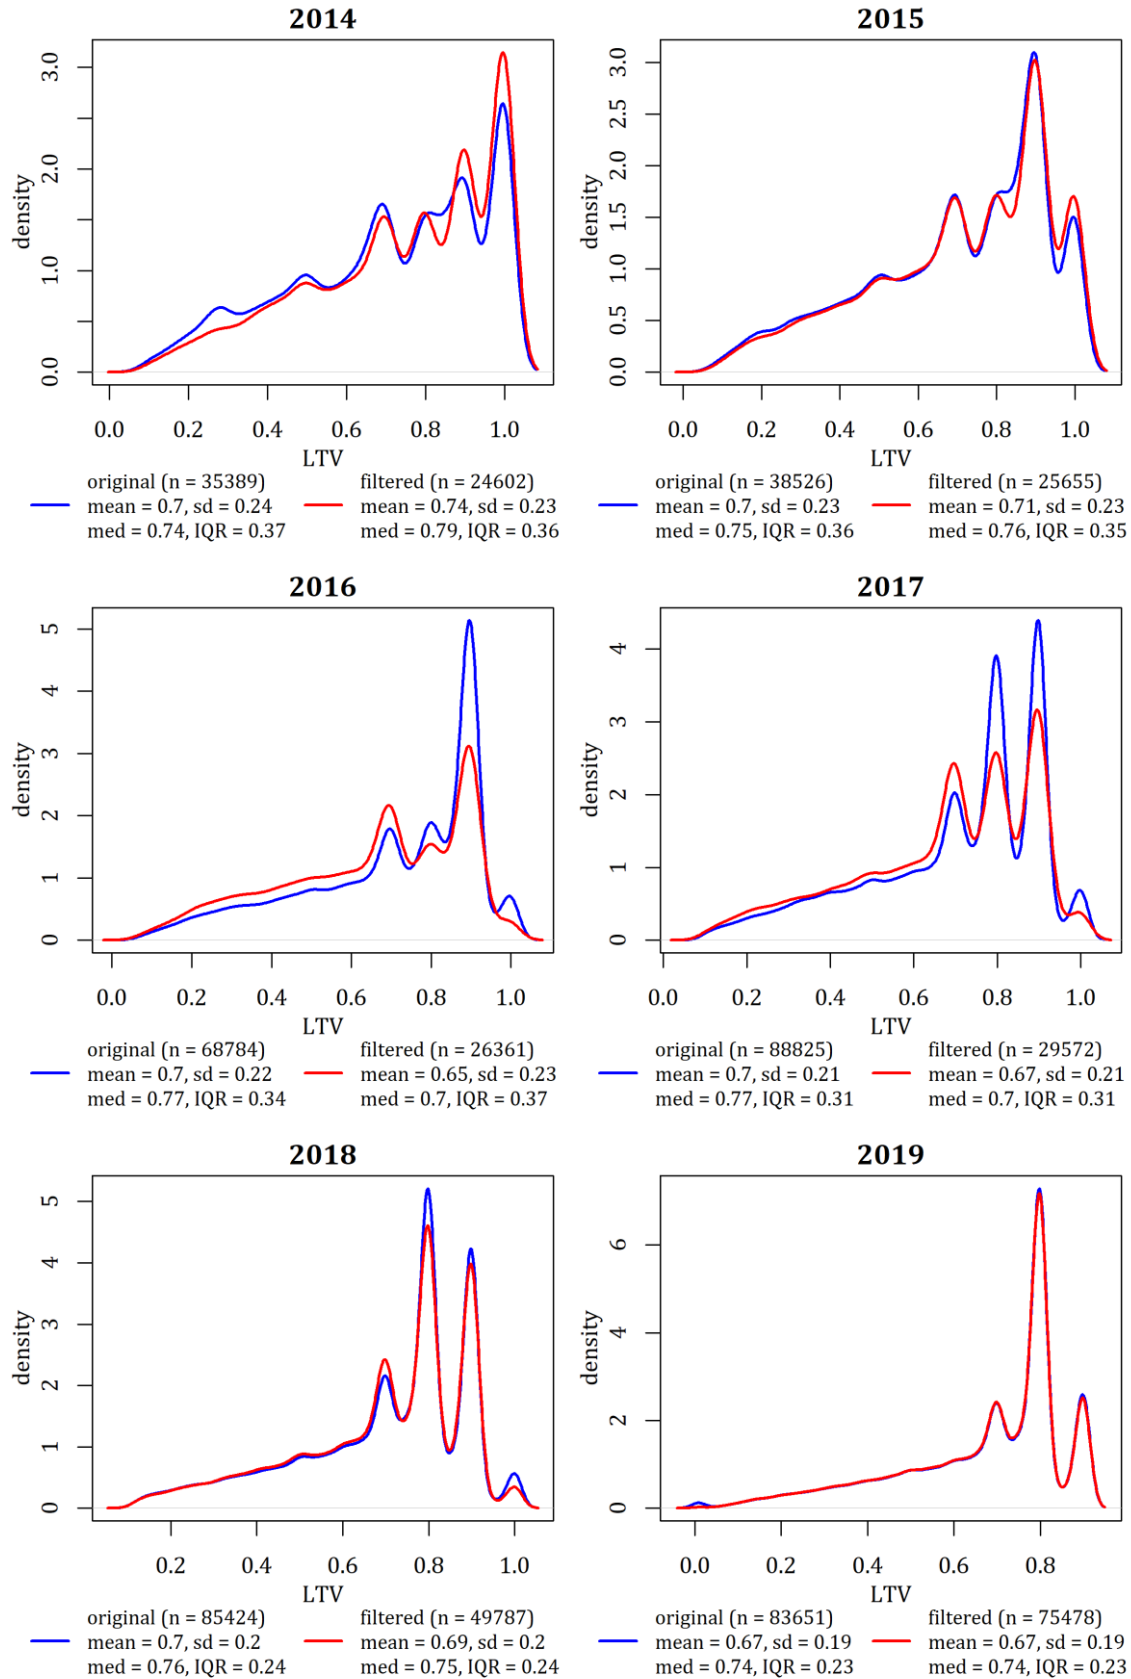 2014
density
0.0
1.0
2.0
3.0
0.0 0.2 0.4 0.6 0.8 1.0
LTV
original (n = 35389)
mean = 0.7, sd = 0.24
med = 0.74, IQR = 0.37
filtered (n = 24602)
mean = 0.74, sd = 0.23
med = 0.79, IQR = 0.36
2015
density
0.0
0.5
1.0
1.5
2.0
2.5
3.0
0.0 0.2 0.4 0.6 0.8 1.0
LTV
original (n = 38526)
mean = 0.7, sd = 0.23
med = 0.75, IQR = 0.36
filtered (n = 25655)
mean = 0.71, sd = 0.23
med = 0.76, IQR = 0.35
2016
density
0
1
2
3
4
5
0.0 0.2 0.4 0.6 0.8 1.0
LTV
original (n = 68784)
mean = 0.7, sd = 0.22
med = 0.77, IQR = 0.34
filtered (n = 26361)
mean = 0.65, sd = 0.23
med = 0.7, IQR = 0.37
2017
density
0
1
2
3
4
0.0 0.2 0.4 0.6 0.8 1.0
LTV
original (n = 88825)
mean = 0.7, sd = 0.21
med = 0.77, IQR = 0.31
filtered (n = 29572)
mean = 0.67, sd = 0.21
med = 0.7, IQR = 0.31
2018
density
0
1
2
3
4
5
0.2 0.4 0.6 0.8 1.0
LTV
original (n = 85424)
mean = 0.7, sd = 0.2
med = 0.76, IQR = 0.24
filtered (n = 49787)
mean = 0.69, sd = 0.2
med = 0.75, IQR = 0.24
2019
density
0
2
4
6
0.0 0.2 0.4 0.6 0.8
LTV
original (n = 83651)
mean = 0.67, sd = 0.19
med = 0.74, IQR = 0.23
filtered (n = 75478)
mean = 0.67, sd = 0.19
med = 0.74, IQR = 0.23